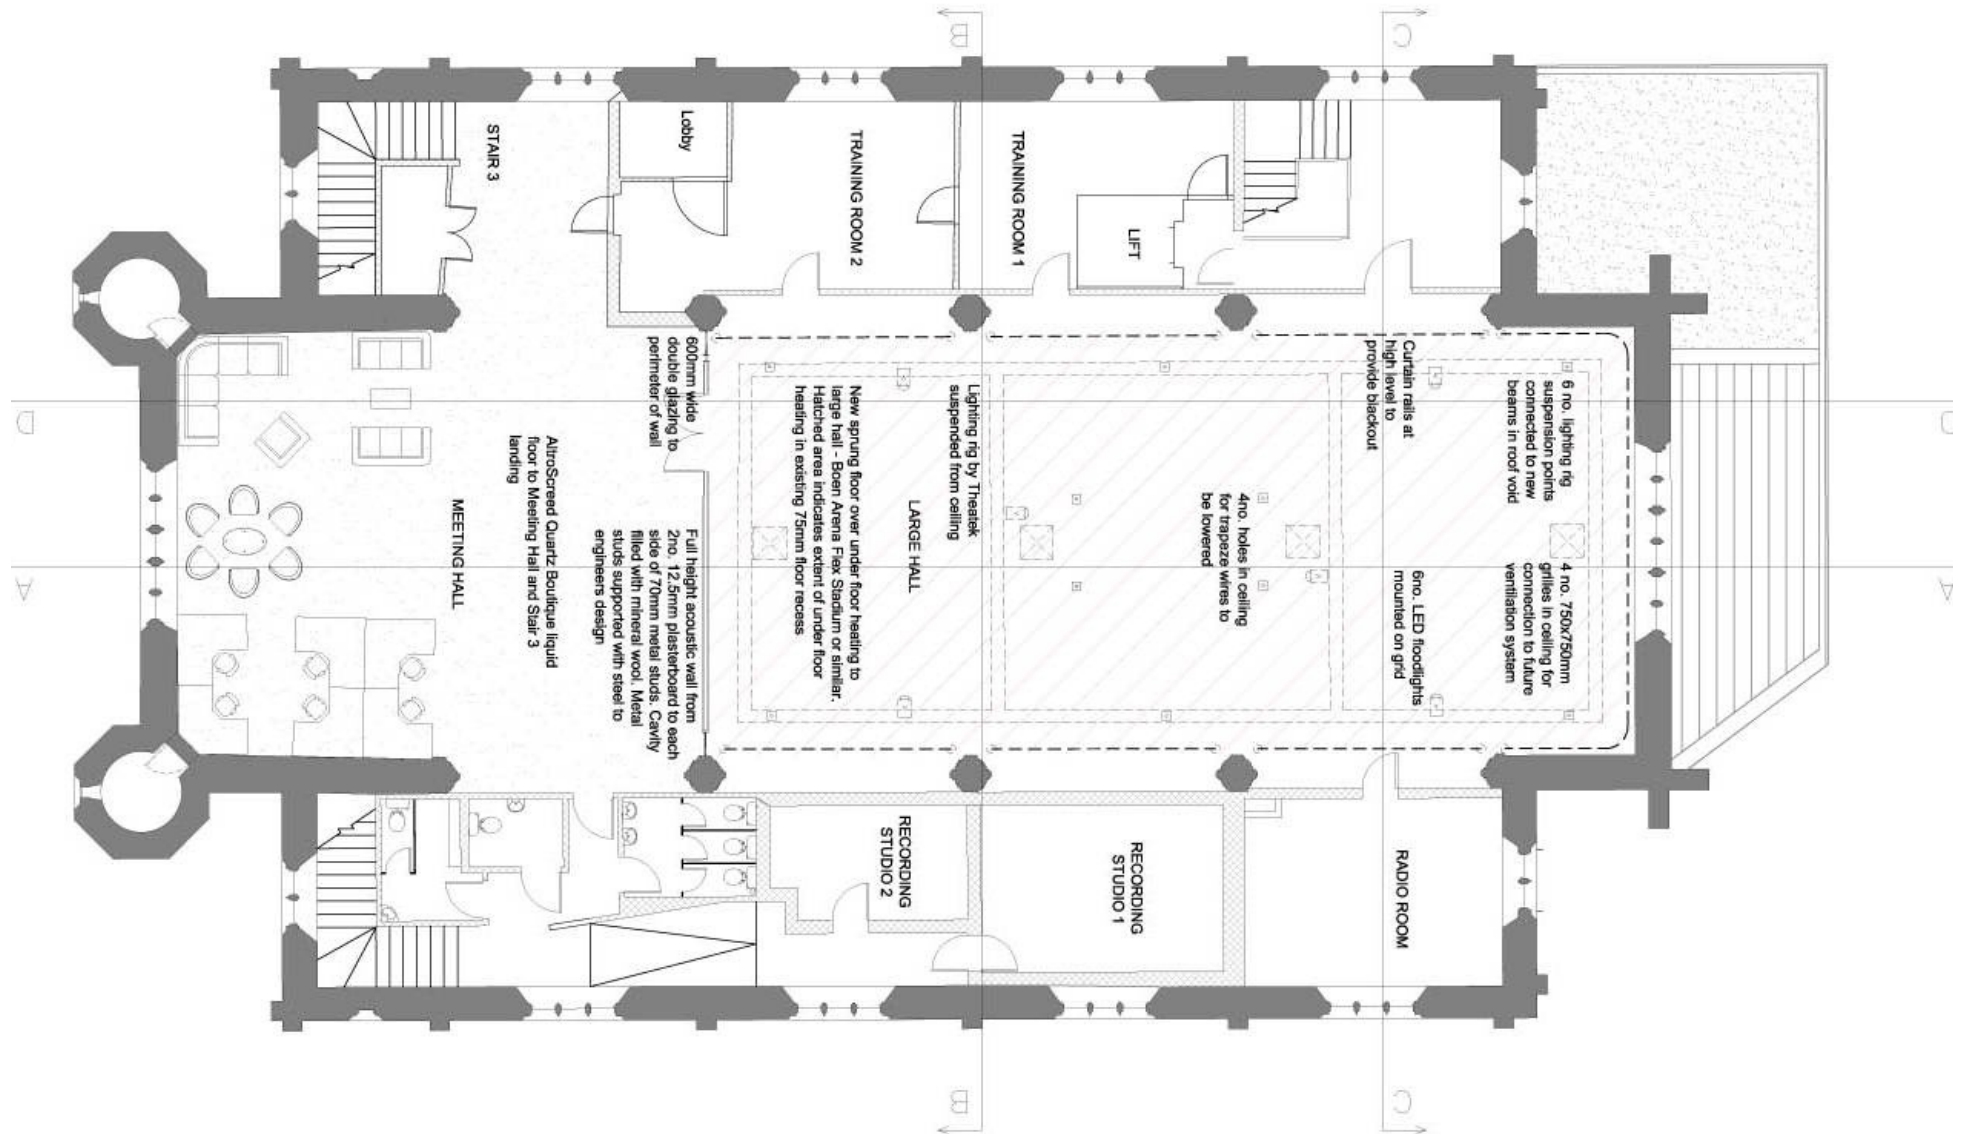 STAIR 3
Lobby
TRAINING ROOM 2
TRAINING ROOM 1
LIFT
600mm wide
double glazing to
perimeter of wall
New sprung floor over under floor heating to
large hall - Boen Arena Flex Stadium or similar.
Hatched area indicates extent of under floor
heating in existing 75mm floor recess
Lighting rig by Theatek
suspended from ceiling
Curtain rails at
high level to
provide blackout
6 no. lighting rig
suspension points
connected to new
beams in roof void
AltroScreed Quartz Boutique liquid
floor to Meeting Hall and Stair 3
landing
MEETING HALL
Full height acoustic wall from
2no. 12.5mm plasterboard to each
side of 70mm metal studs. Cavity
filled with mineral wool. Metal
studs supported with steel to
engineers design
LARGE HALL
4no. holes in ceiling
for trapeze wires to
be lowered
6no. LED floodlights
mounted on grid
4 no. 750x750mm
grilles in ceiling for
connection to future
ventilation system
RECORDING
STUDIO 2
RECORDING
STUDIO 1
RADIO ROOM
B
C
D
D
A
A
B
C